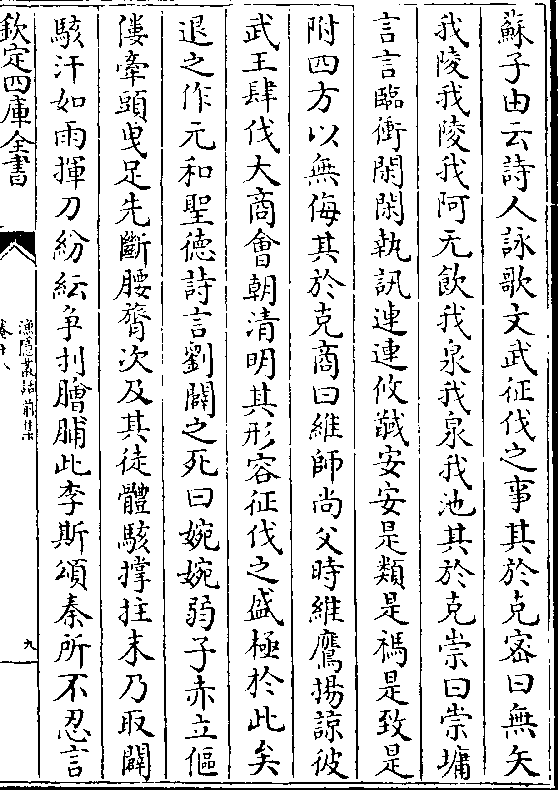 蘇子由云詩人詠歌文武征伐之事其於克宻曰無矢
我陵我陵我阿无飲我泉我泉我池其於克崇曰崇墉
言言臨衝閑閑執訊連連攸馘安安是類是禡是致是
附四方以無侮其於克商曰維師尚父時維鷹揚諒彼
武王肆伐大商會朝清明其形容征伐之盛極於此矣
退之作元和聖徳詩言劉闢之死曰婉婉弱子赤立傴
僂牽頭曳足先斷腰膂次及其徒體駭撑拄末乃取闢
駭汗如雨揮刀紛紜争刌膾脯此李斯頌秦所不忍言
欽定四庫全書
漁隠叢話前集
九